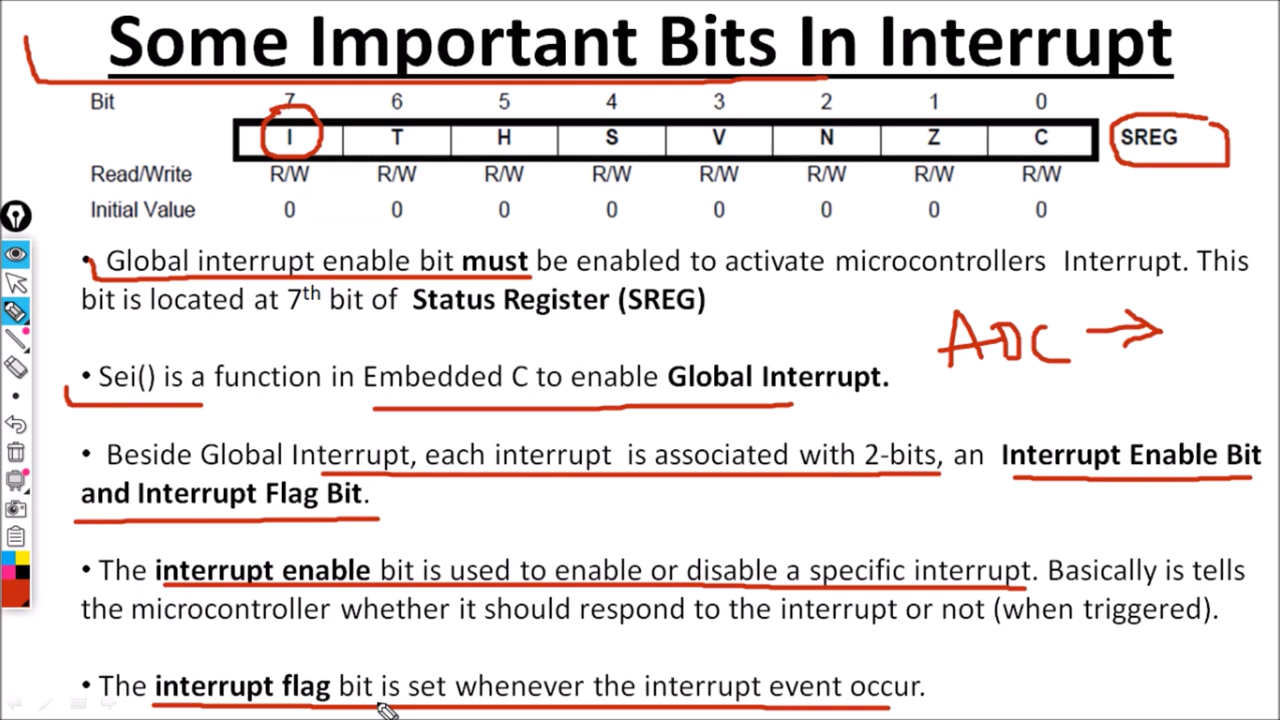 Some Important Bits In Interrupt
Bit 7 6 5 4 3 2 1 0
I T H S V N Z C SREG
Read/Write R/W R/W R/W R/W R/W R/W R/W R/W
Initial Value 0 0 0 0 0 0 0 0
• Global interrupt enable bit must be enabled to activate microcontrollers Interrupt. This
bit is located at 7th bit of Status Register (SREG)
ADC →
• Sei() is a function in Embedded C to enable Global Interrupt.
• Beside Global Interrupt, each interrupt is associated with 2-bits, an Interrupt Enable Bit
and Interrupt Flag Bit.
• The interrupt enable bit is used to enable or disable a specific interrupt. Basically is tells
the microcontroller whether it should respond to the interrupt or not (when triggered).
• The interrupt flag bit is set whenever the interrupt event occur.